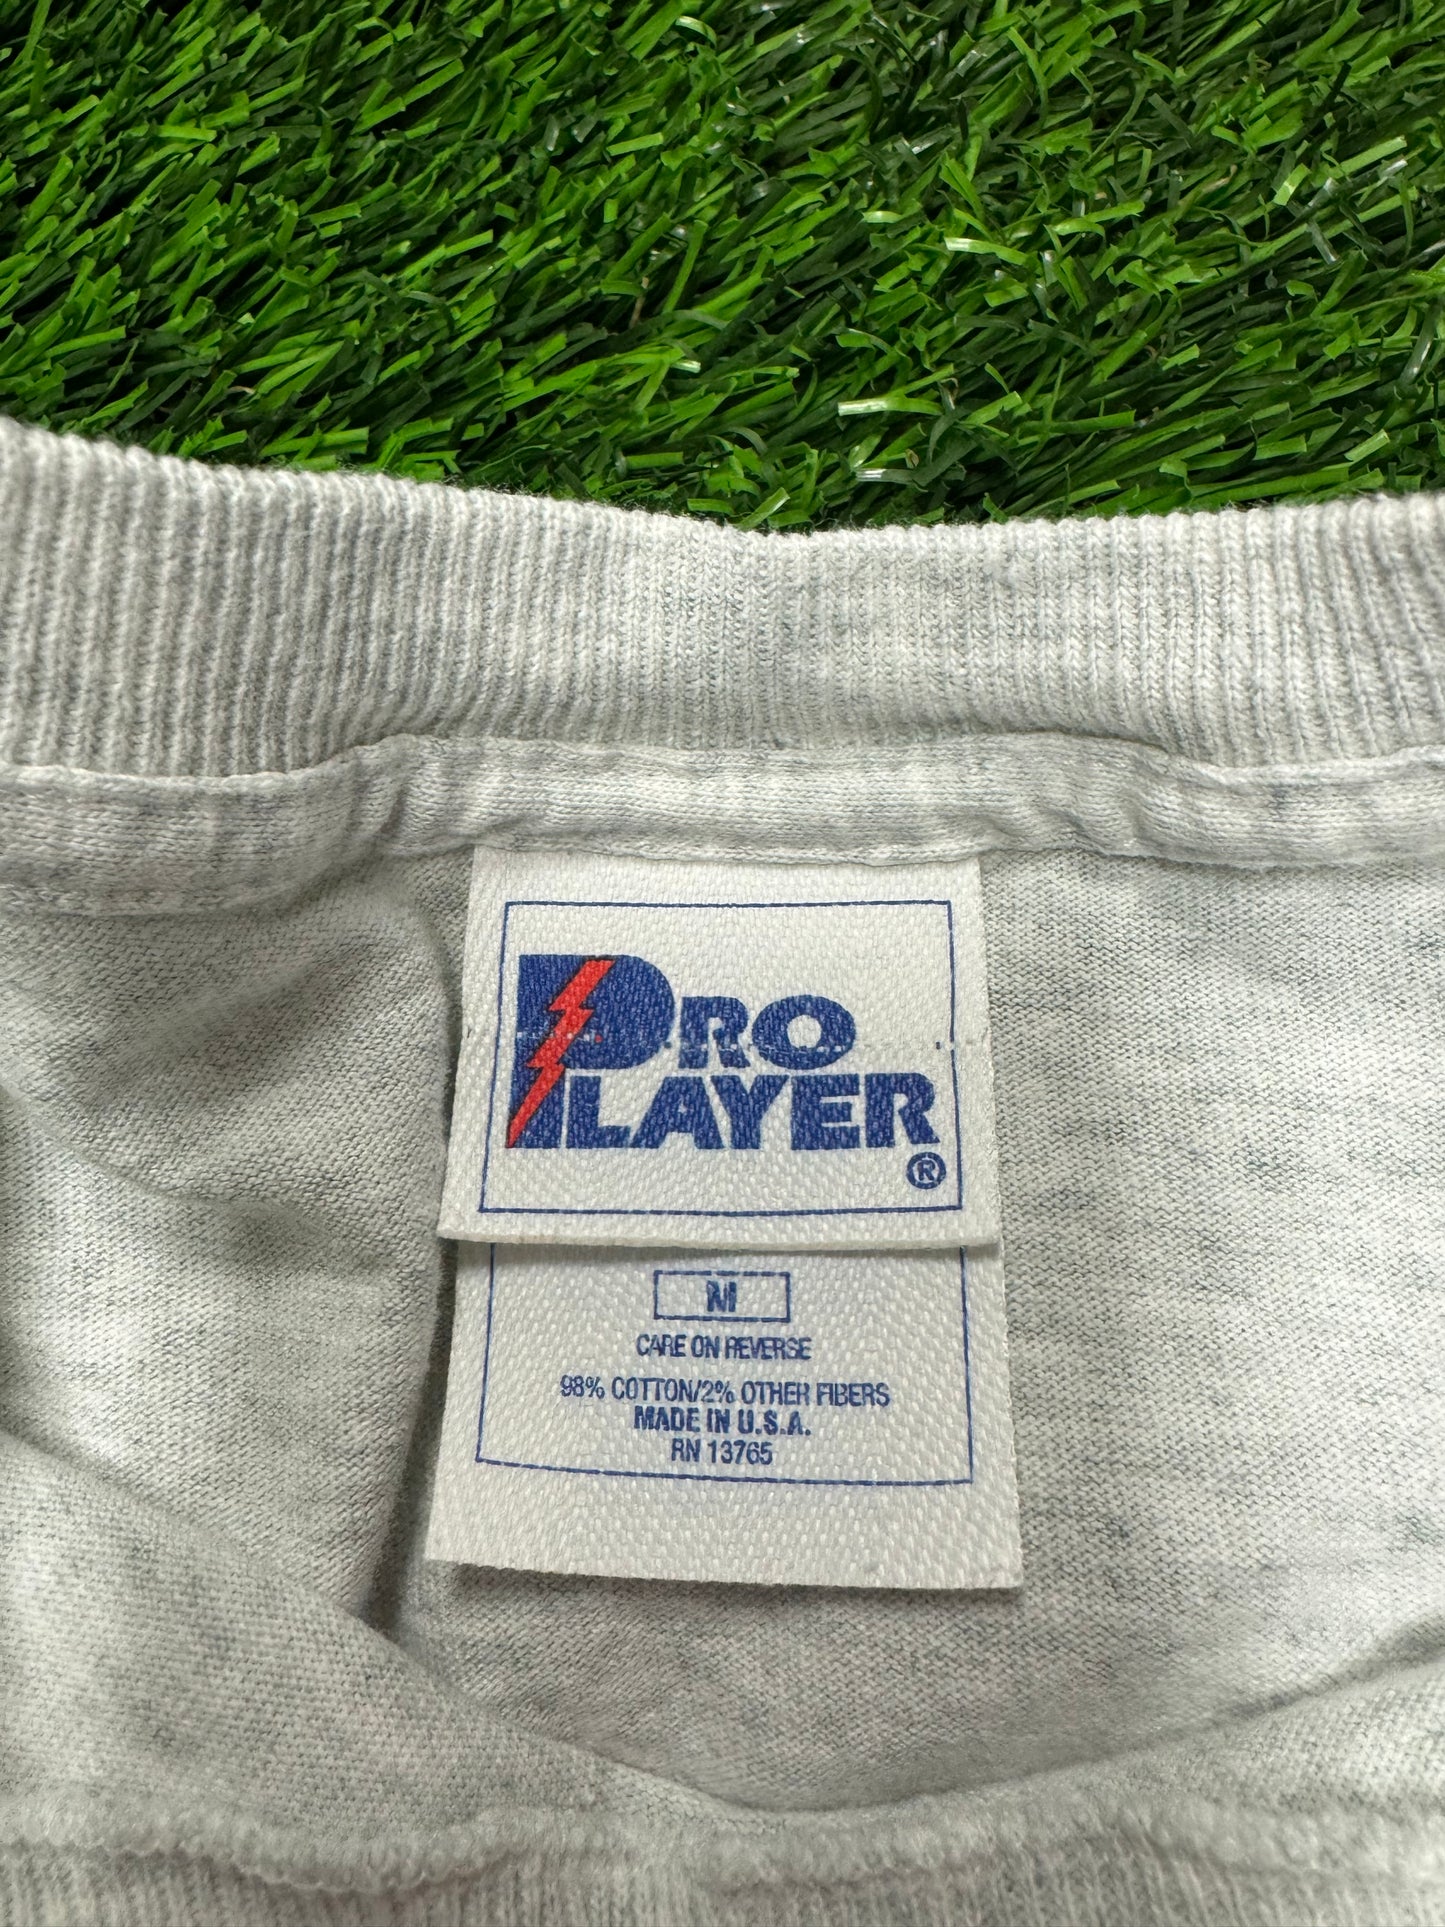 PRO
PLAYER
®
M
CARE ON REVERSE
98% COTTON/2% OTHER FIBERS
MADE IN U.S.A.
RN 13765